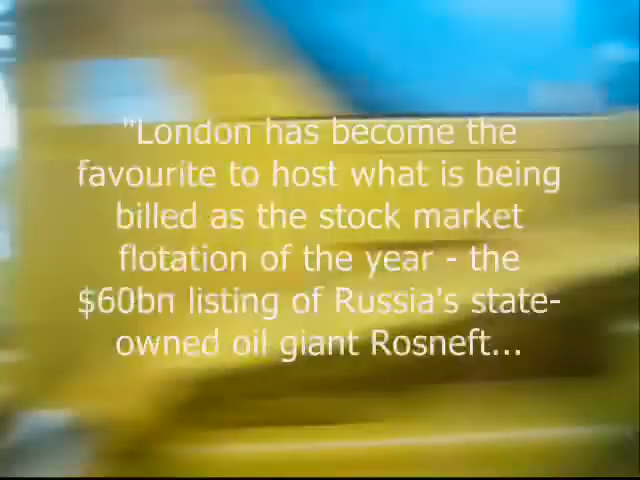 "London has become the
favourite to host what is being
billed as the stock market
flotation of the year - the
$60bn listing of Russia's state-
owned oil giant Rosneft...